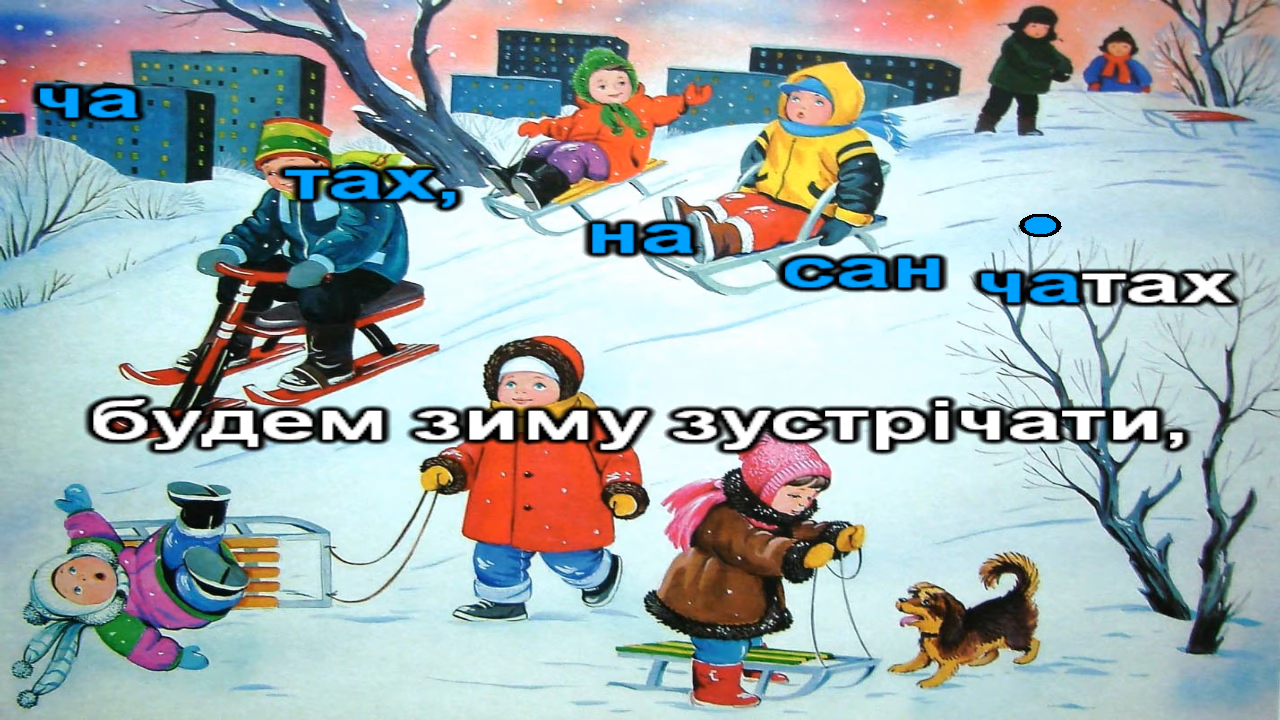 ча тах, на сан чатах
будем зиму зустрічати,